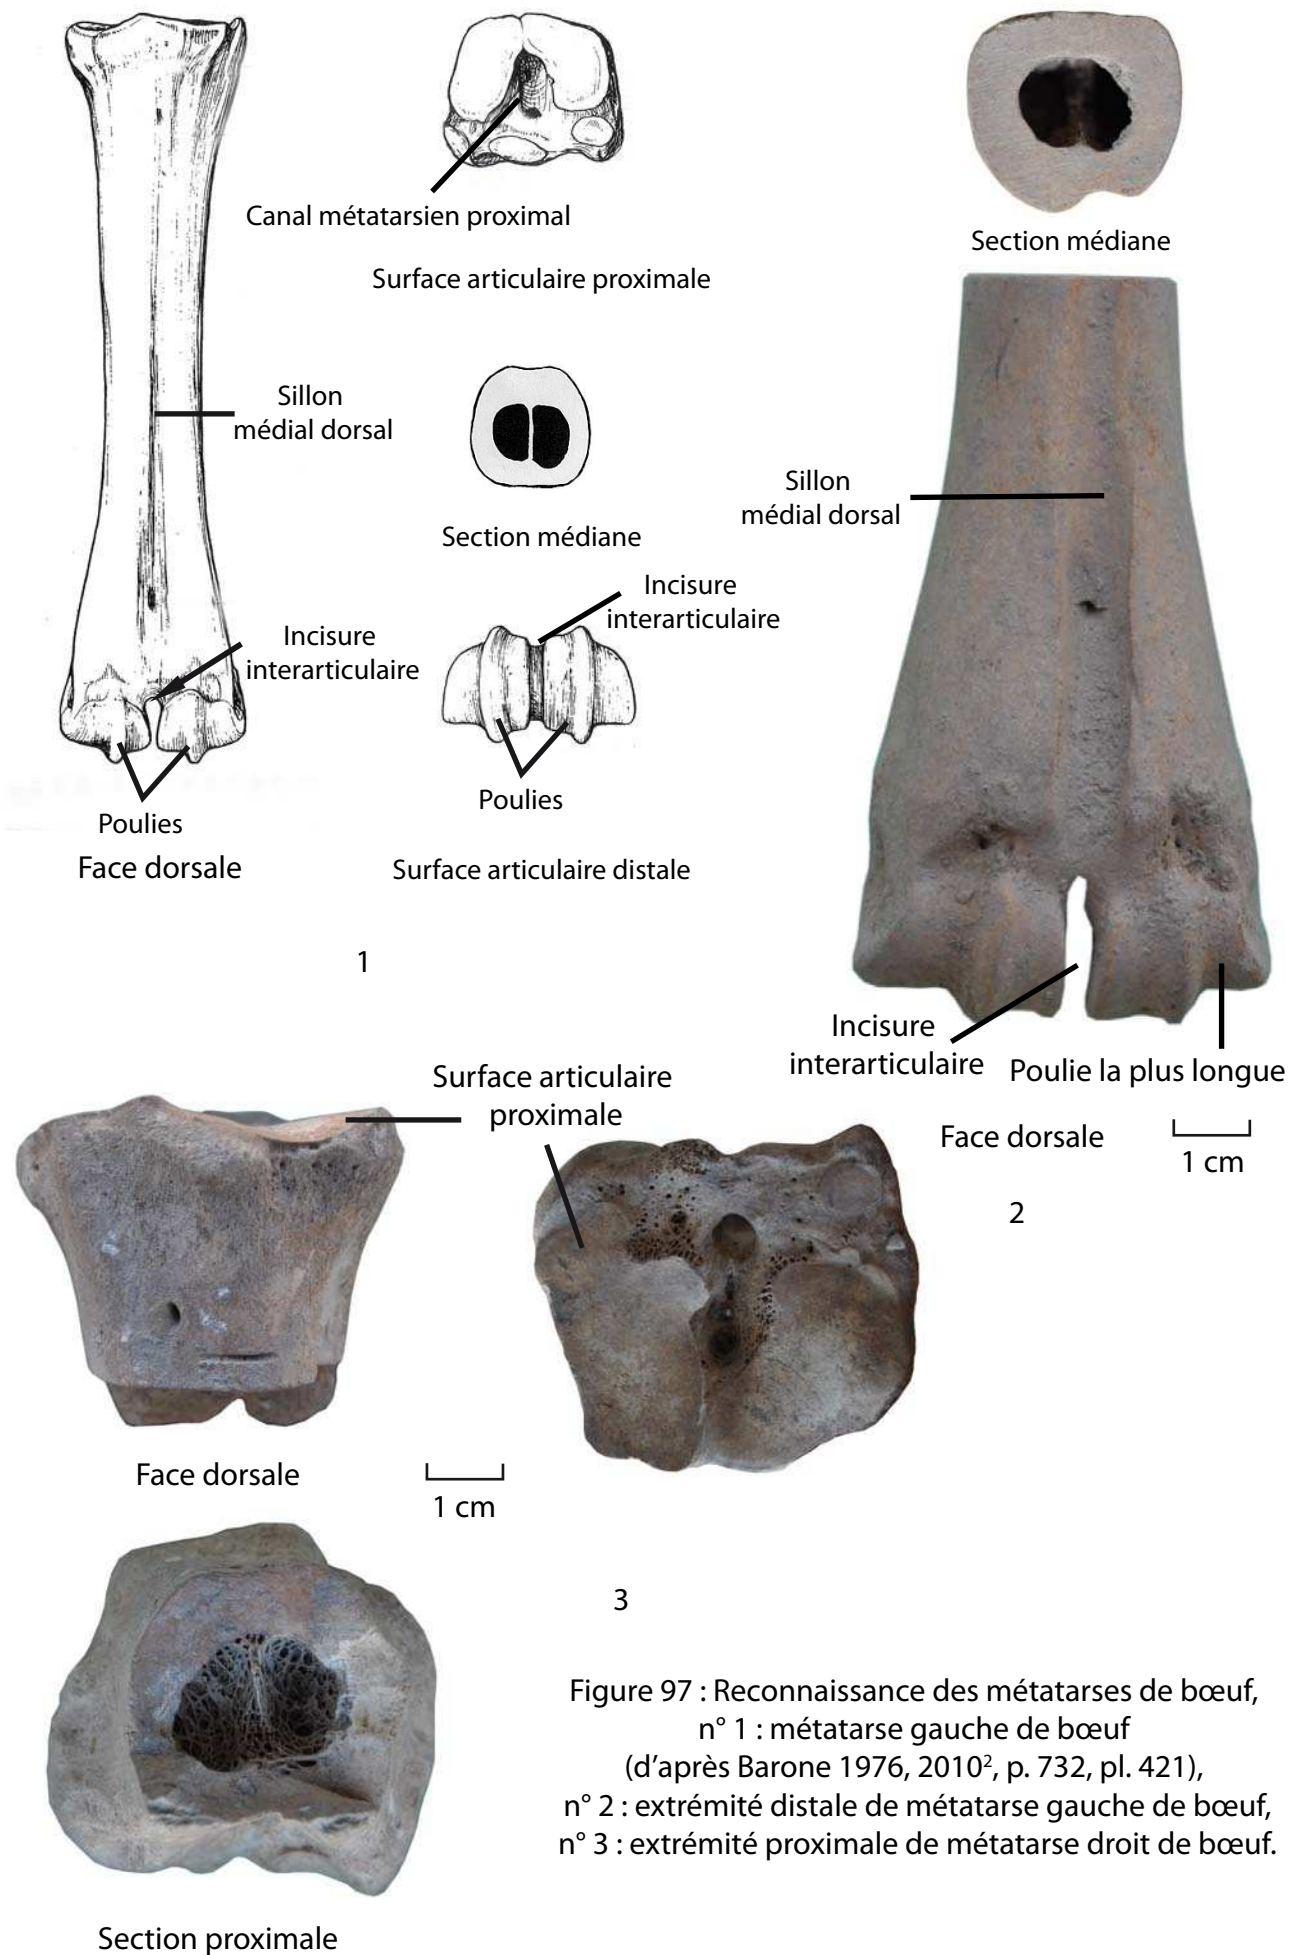 Canal métatarsien proximal
Surface articulaire proximale
Sillon
médial dorsal
Section médiane
Incisure
interarticulaire
Incisure
interarticulaire
Poulies
Poulies
Face dorsale
Surface articulaire distale
1
Section médiane
Sillon
médial dorsal
Incisure
interarticulaire
Poulie la plus longue
Face dorsale
1 cm
2
Surface articulaire
proximale
Face dorsale
1 cm
3
Section proximale
Figure 97 : Reconnaissance des métatarses de bœuf,
n° 1 : métatarse gauche de bœuf
(d'après Barone 1976, 2010², p. 732, pl. 421),
n° 2 : extrémité distale de métatarse gauche de bœuf,
n° 3 : extrémité proximale de métatarse droit de bœuf.